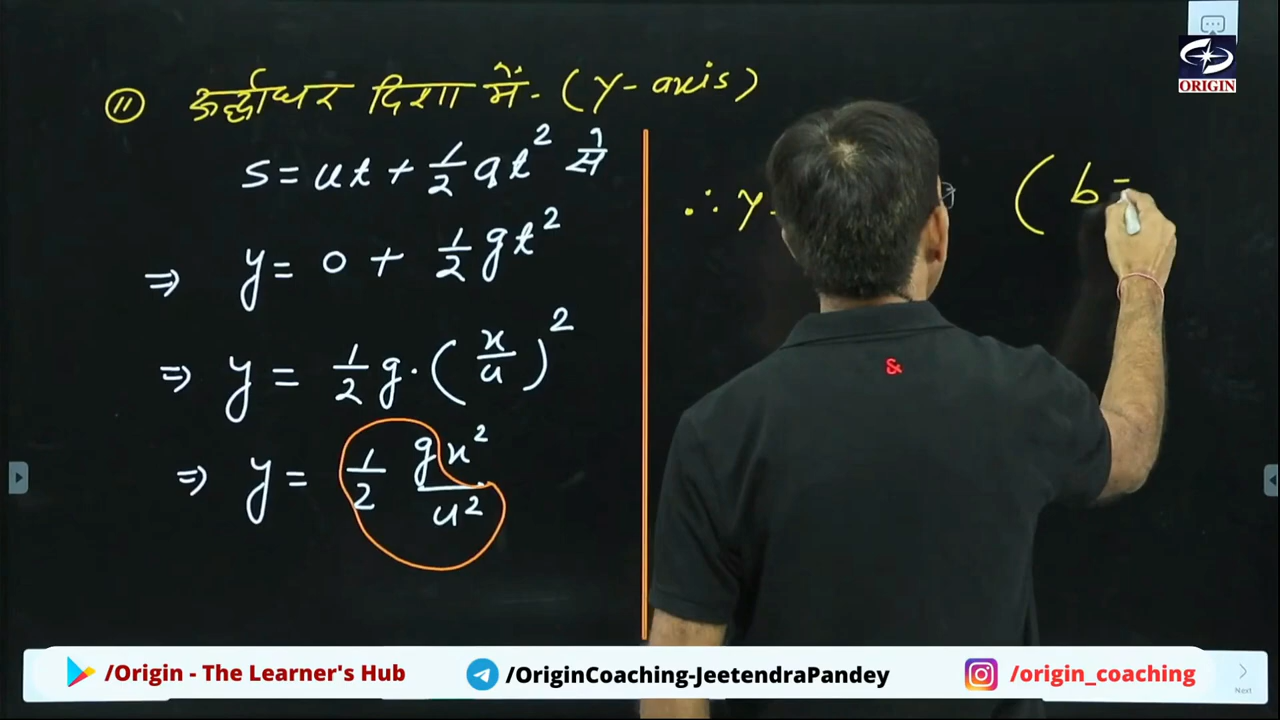 ORIGIN
(ii) ऊर्ध्वाधर दिशा में - (Y-axis)
s = ut + 1/2 at² से
⇒ y = 0 + 1/2 gt²
⇒ y = 1/2 g·(x/u)²
⇒ y = 1/2 gx²/u²
∴ y
(b =
&
/Origin - The Learner's Hub
/OriginCoaching-JeetendraPandey
/origin_coaching
Next